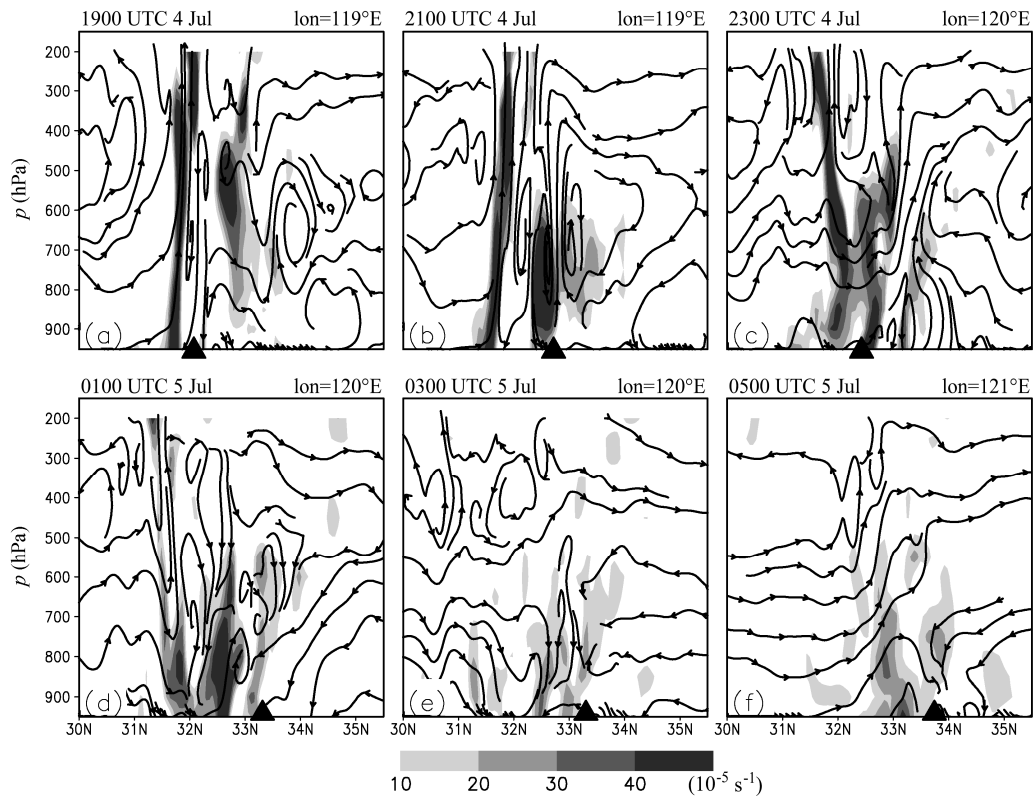 1900 UTC 4 Jul lon=119°E 2100 UTC 4 Jul lon=119°E 2300 UTC 4 Jul lon=120°E
200
300
400
500
600
700
800
900
p (hPa)
(a) (b) (c)
0100 UTC 5 Jul lon=120°E 0300 UTC 5 Jul lon=120°E 0500 UTC 5 Jul lon=121°E
200
300
400
500
600
700
800
900
p (hPa)
(d) (e) (f)
30N 31N 32N 33N 34N 35N 30N 31N 32N 33N 34N 35N 30N 31N 32N 33N 34N 35N
10 20 30 40 (10⁻⁵ s⁻¹)